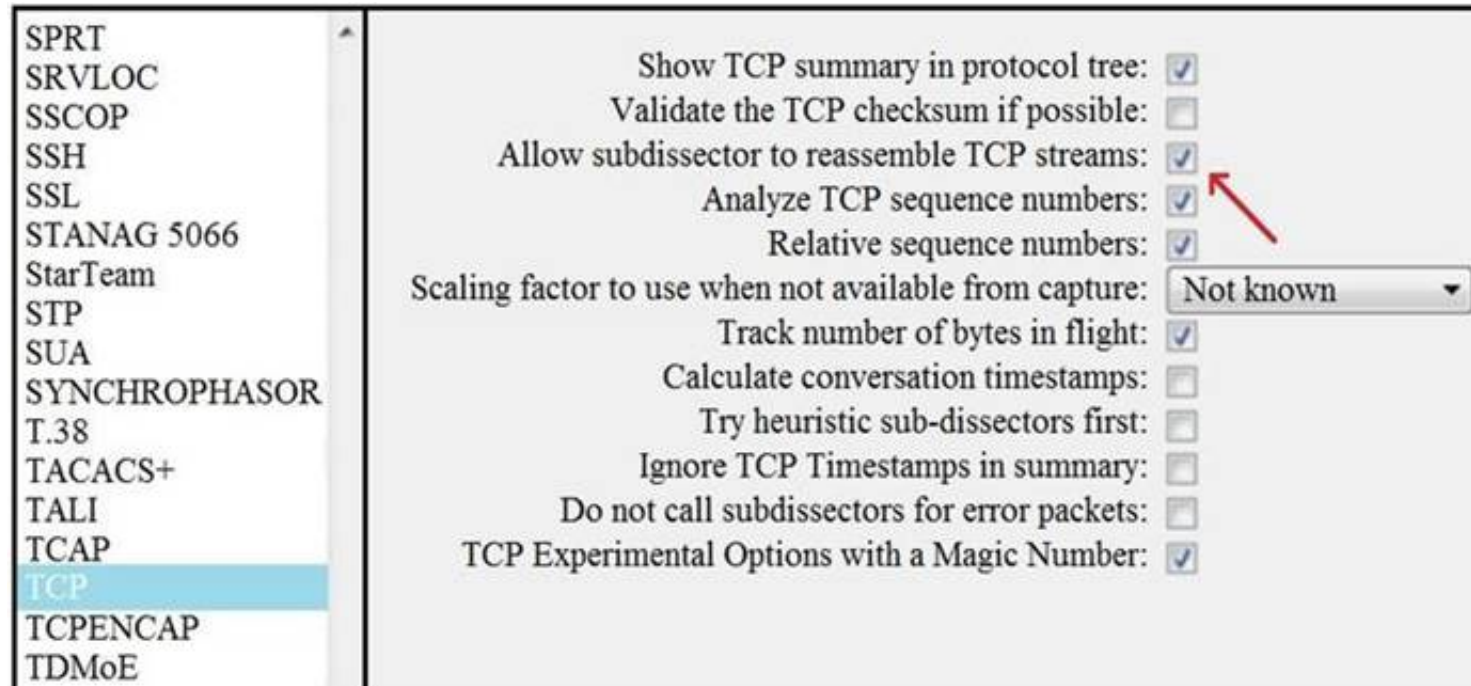 SPRT
SRVLOC
SSCOP
SSH
SSL
STANAG 5066
StarTeam
STP
SUA
SYNCHROPHASOR
T.38
TACACS+
TALI
TCAP
TCP
TCPENCAP
TDMoE
Show TCP summary in protocol tree:
Validate the TCP checksum if possible:
Allow subdissector to reassemble TCP streams:
Analyze TCP sequence numbers:
Relative sequence numbers:
Scaling factor to use when not available from capture: Not known
Track number of bytes in flight:
Calculate conversation timestamps:
Try heuristic sub-dissectors first:
Ignore TCP Timestamps in summary:
Do not call subdissectors for error packets:
TCP Experimental Options with a Magic Number: